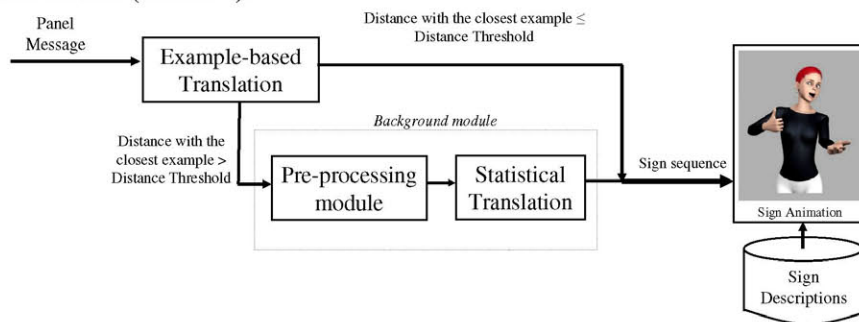 Panel
Message
Distance with the closest example ≤
Distance Threshold
Example-based
Translation
Background module
Distance with the
closest example >
Distance Threshold
Pre-processing
module
Statistical
Translation
Sign sequence
Sign Animation
Sign
Descriptions